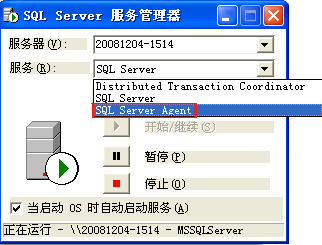 SQL Server 服务管理器
服务器(V): 20081204-1514
服务(R): SQL Server
Distributed Transaction Coordinator
SQL Server
SQL Server Agent
开始/继续(S)
暂停(P)
停止(O)
当启动 OS 时自动启动服务(A)
正在运行 - \\20081204-1514 - MSSQLServer